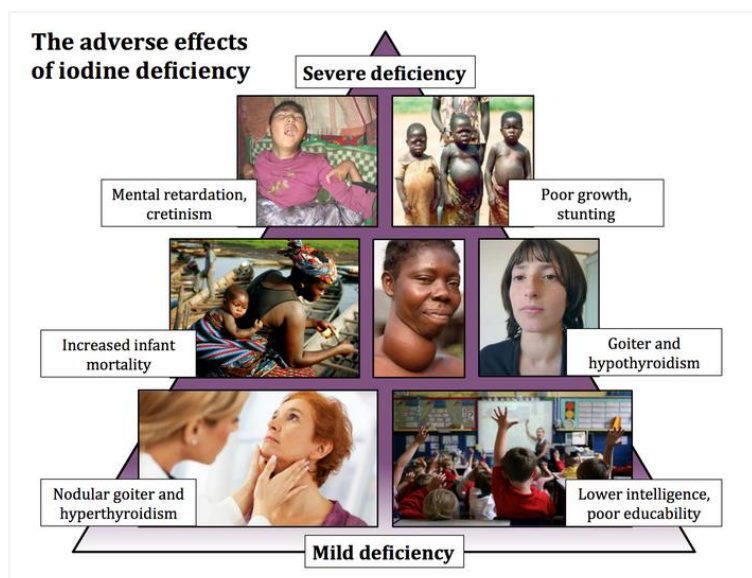 The adverse effects
of iodine deficiency
Severe deficiency
Mental retardation,
cretinism
Poor growth,
stunting
Increased infant
mortality
Goiter and
hypothyroidism
Nodular goiter and
hyperthyroidism
Lower intelligence,
poor educability
Mild deficiency